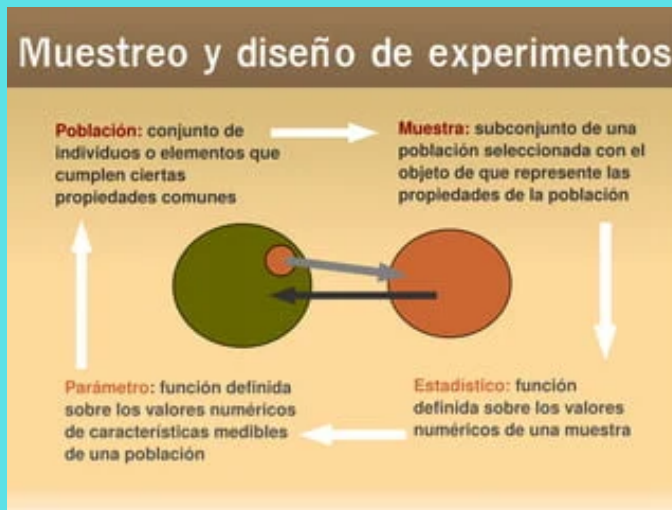 Muestreo y diseño de experimentos
Población: conjunto de
individuos o elementos que
cumplen ciertas
propiedades comunes
Muestra: subconjunto de una
población seleccionada con el
objeto de que represente las
propiedades de la población
Parámetro: función definida
sobre los valores numéricos
de características medibles
de una población
Estadístico: función
definida sobre los valores
numéricos de una muestra